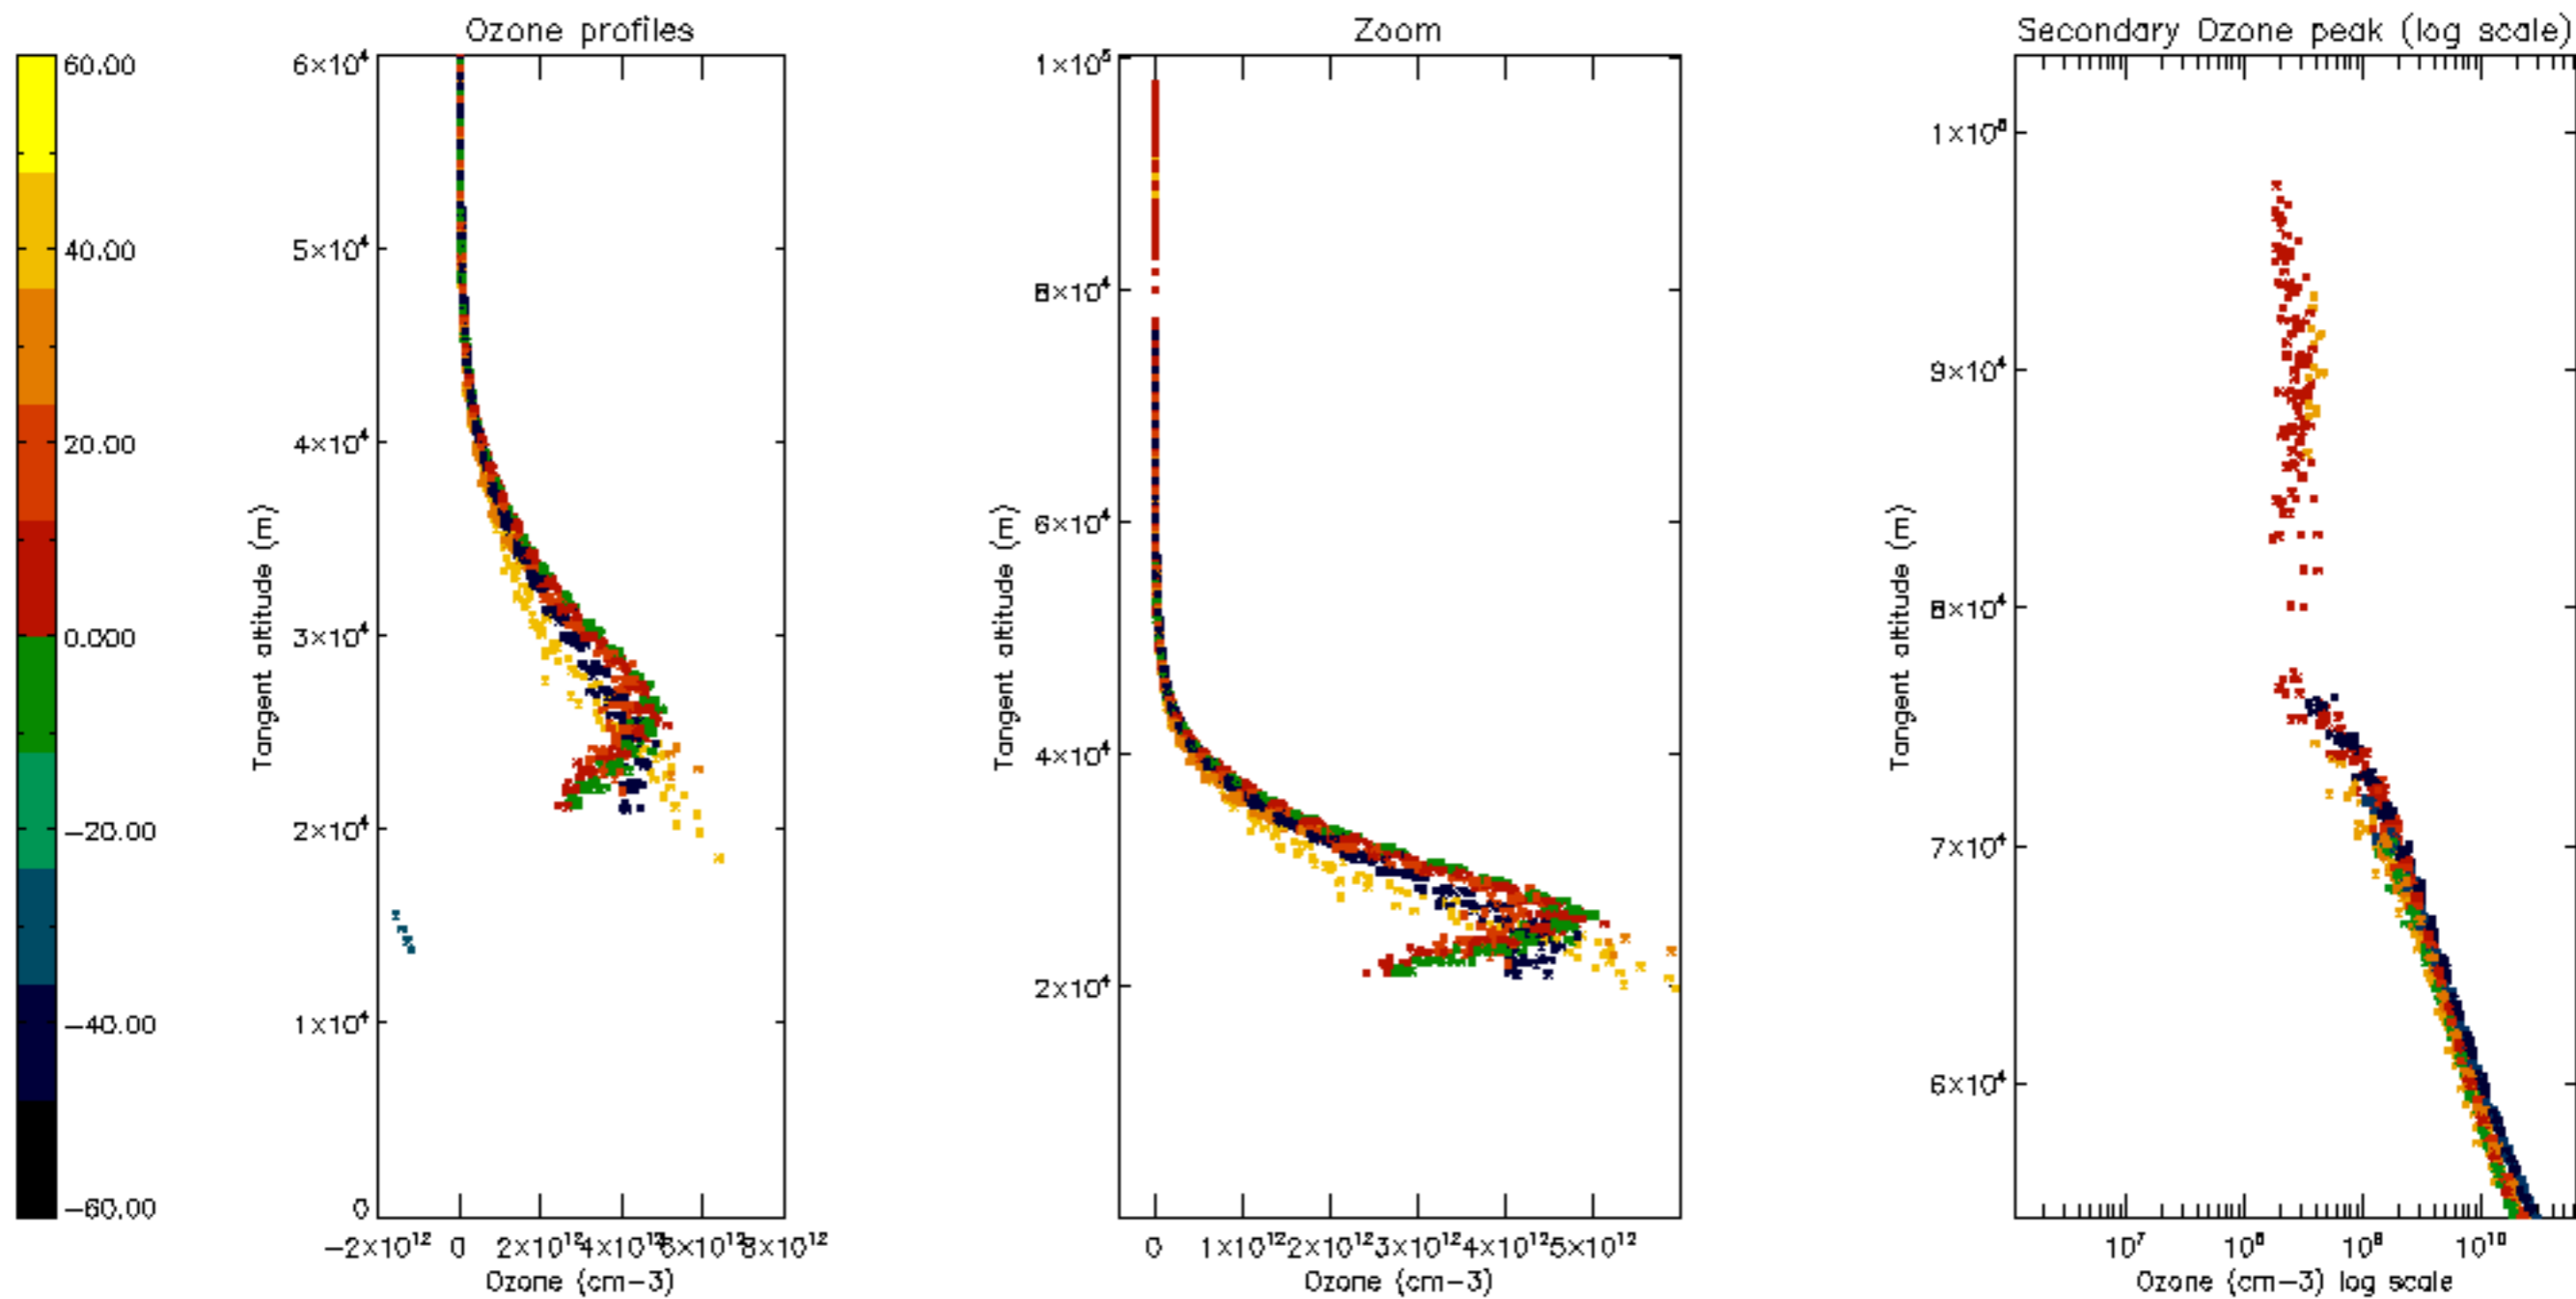 Ozone profiles
Zoom
Secondary Ozone peak (log scale)
60.00
40.00
20.00
0.000
−20.00
−40.00
−60.00
6×10⁴
5×10⁴
4×10⁴
3×10⁴
2×10⁴
1×10⁴
0
Tangent altitude (m)
−2×10¹² 0 2×10¹² 4×10¹² 6×10¹² 8×10¹²
Ozone (cm−3)
1×10⁵
8×10⁴
6×10⁴
4×10⁴
2×10⁴
Tangent altitude (m)
0 1×10¹² 2×10¹² 3×10¹² 4×10¹² 5×10¹²
Ozone (cm−3)
9×10⁴
8×10⁴
7×10⁴
6×10⁴
Tangent altitude (m)
10⁷ 10⁸ 10⁹ 10¹⁰
Ozone (cm−3) log scale